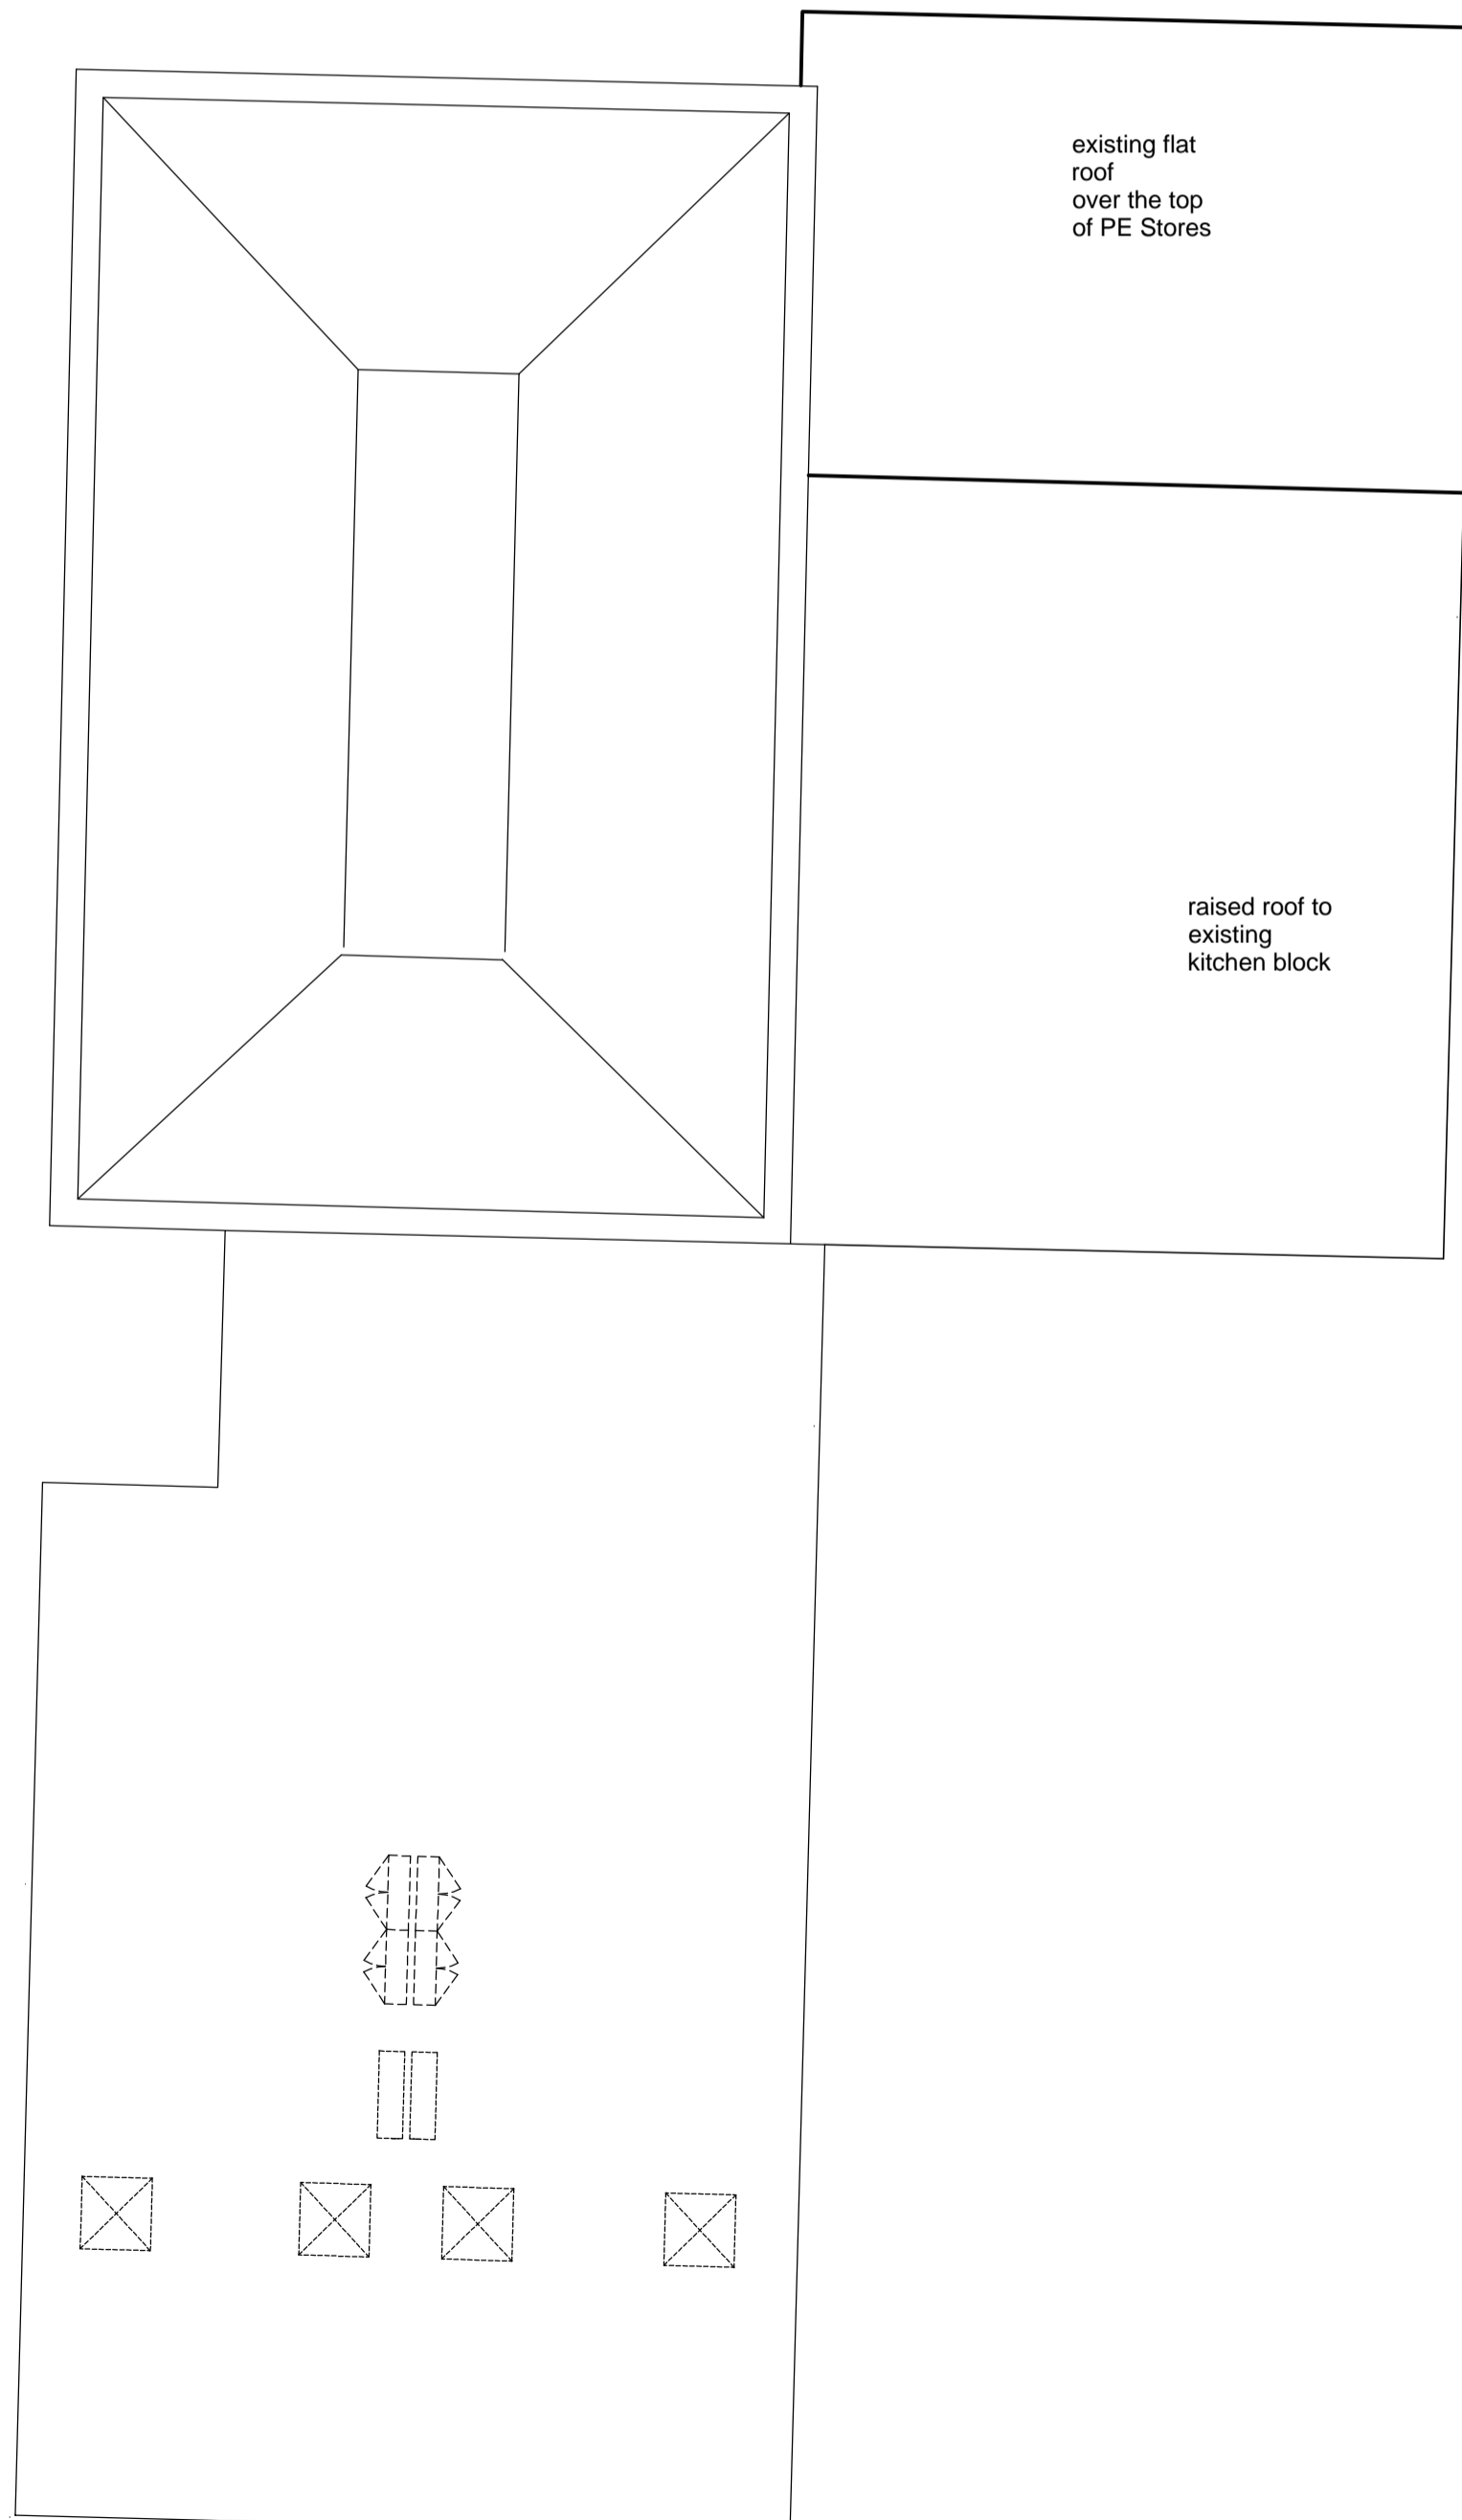 existing flat
roof
over the top
of PE Stores
raised roof to
existing
kitchen block